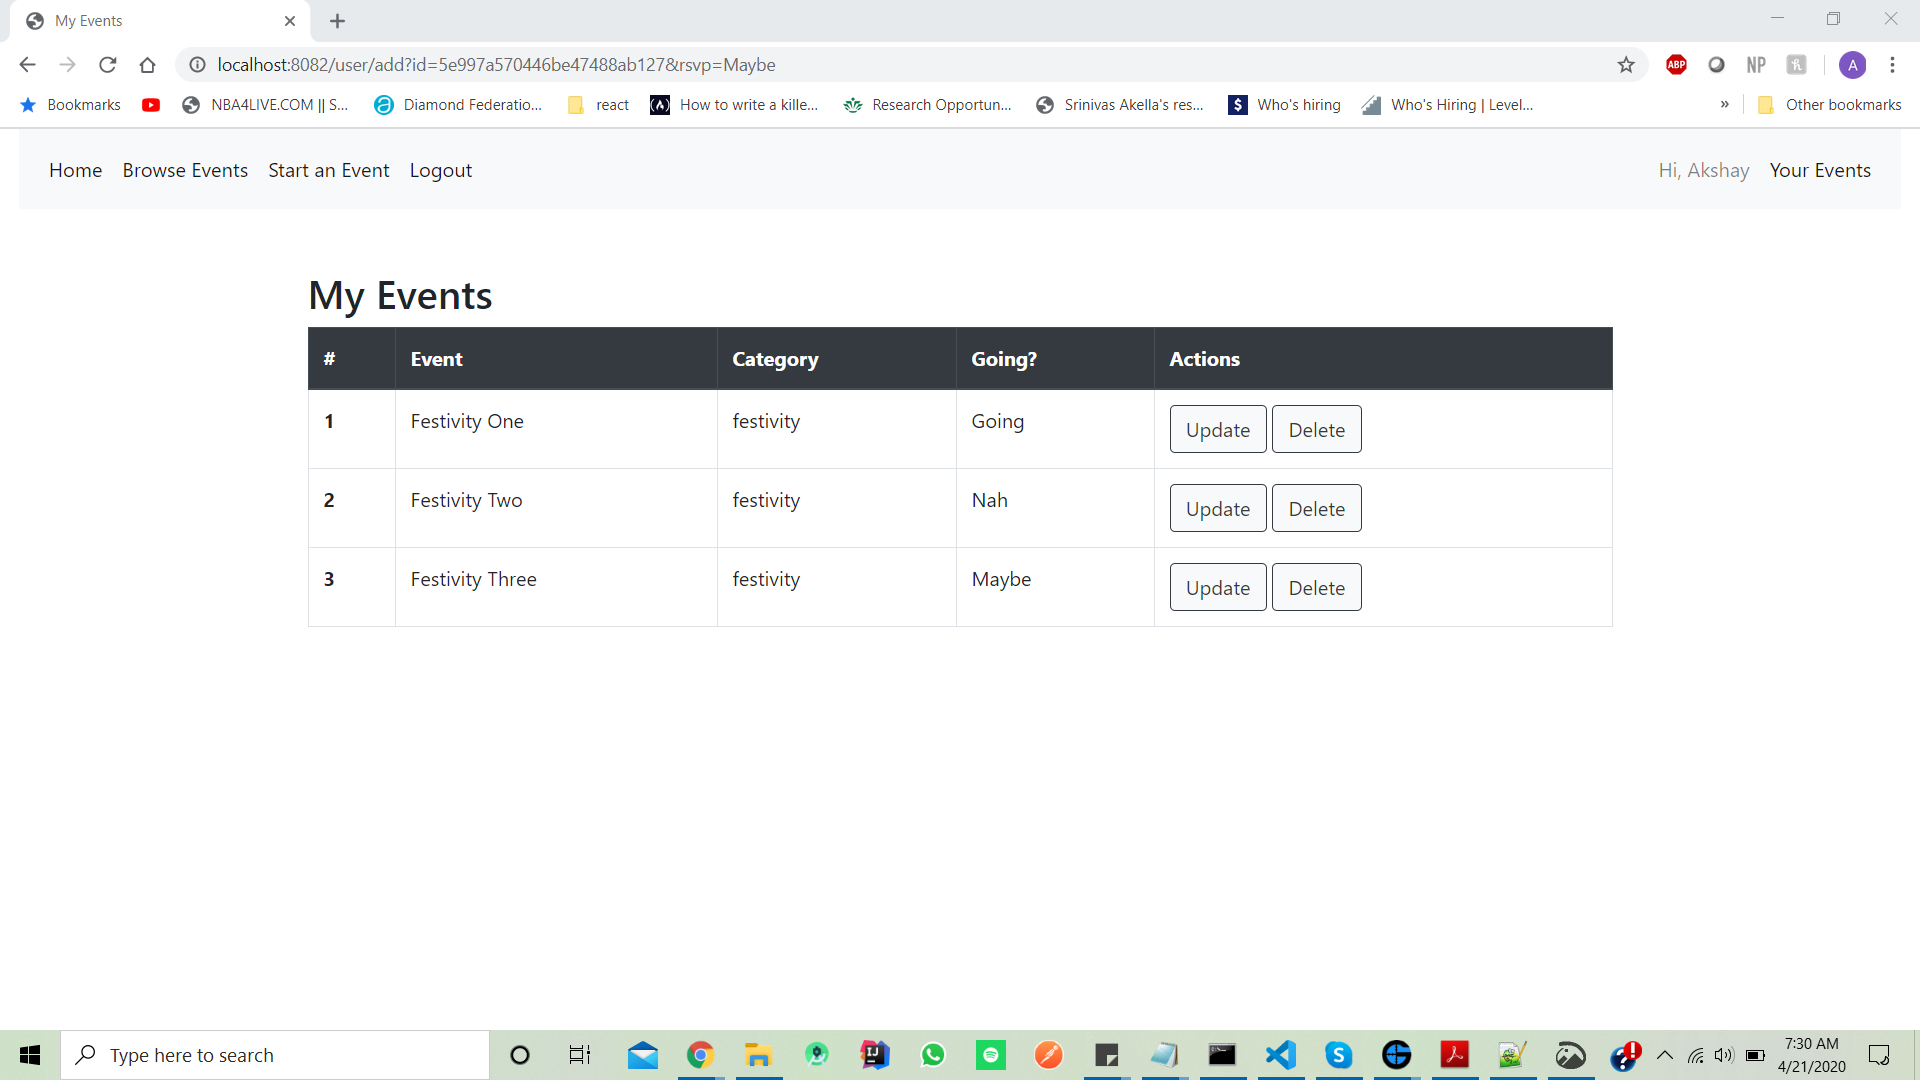 My Events
localhost:8082/user/add?id=5e997a570446be47488ab127&rsvp=Maybe
ABP NP A
Bookmarks NBA4LIVE.COM || S... Diamond Federatio... react How to write a kille... Research Opportun... Srinivas Akella's res... $ Who's hiring Who's Hiring | Level... » Other bookmarks
Home Browse Events Start an Event Logout Hi, Akshay Your Events
My Events
# Event Category Going? Actions
1 Festivity One festivity Going Update Delete
2 Festivity Two festivity Nah Update Delete
3 Festivity Three festivity Maybe Update Delete
Type here to search
IJ
7:30 AM
4/21/2020